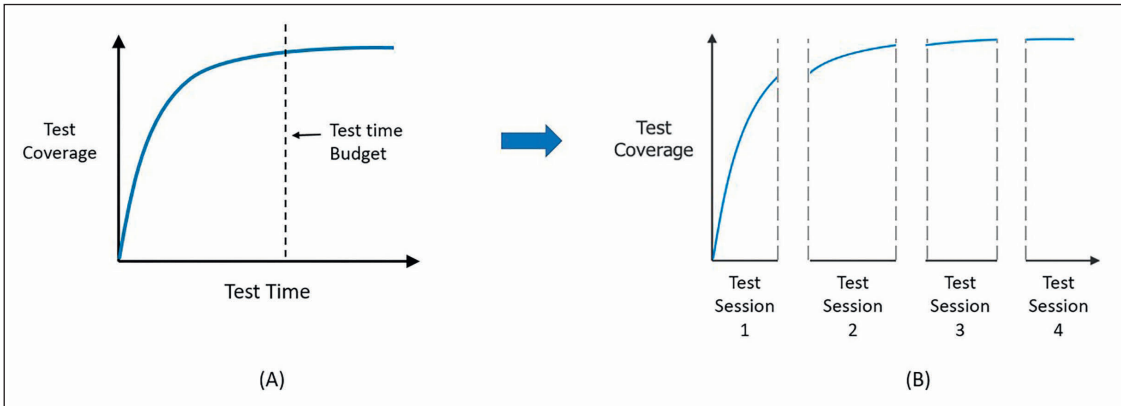 Test
Coverage
Test time
Budget
Test Time
(A)
Test
Coverage
Test
Session
1
Test
Session
2
Test
Session
3
Test
Session
4
(B)